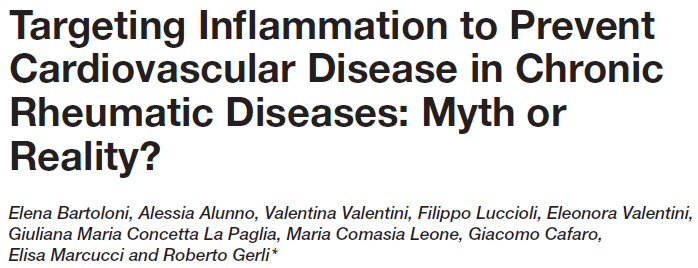 Targeting Inflammation to Prevent
Cardiovascular Disease in Chronic
Rheumatic Diseases: Myth or
Reality?
Elena Bartoloni, Alessia Alunno, Valentina Valentini, Filippo Luccioli, Eleonora Valentini,
Giuliana Maria Concetta La Paglia, Maria Comasia Leone, Giacomo Cafaro,
Elisa Marcucci and Roberto Gerli*